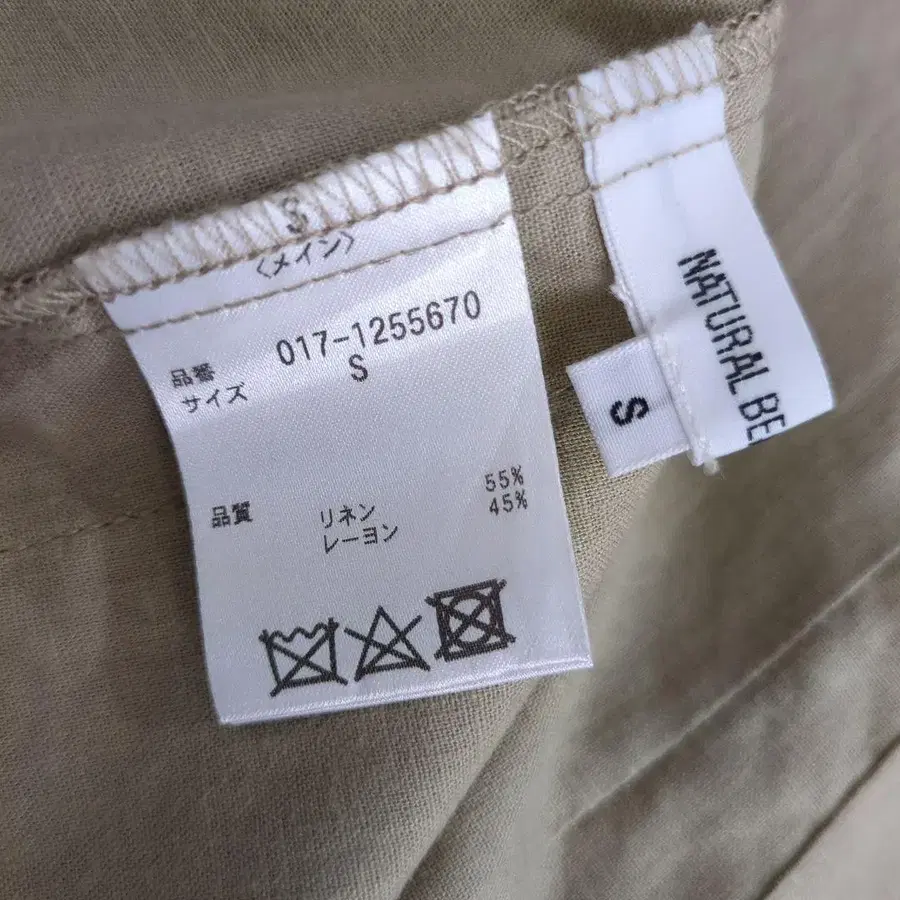 S
〈メイン〉
品番 017-1255670
サイズ S
品質 リネン 55%
レーヨン 45%
NATURAL BE
S